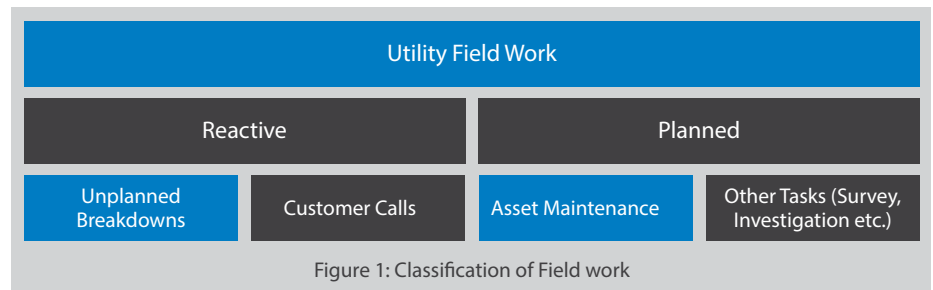 Utility Field Work
Reactive
Planned
Unplanned
Breakdowns
Customer Calls
Asset Maintenance
Other Tasks (Survey,
Investigation etc.)
Figure 1: Classification of Field work